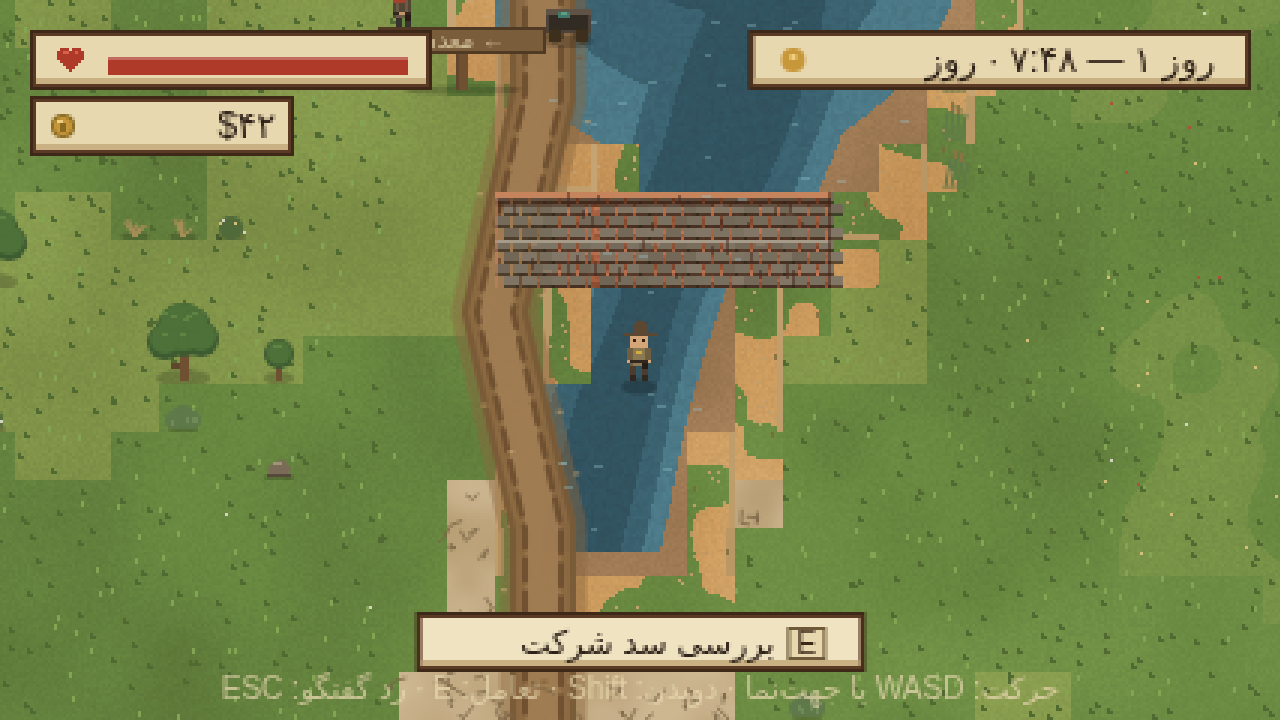 ← معدن
روز ۱ — ۷:۴۸ · روز
$۴۲
E بررسی سد شرکت
حرکت: WASD یا جهت‌نما · دویدن: Shift · تعامل: E · رد گفتگو: ESC